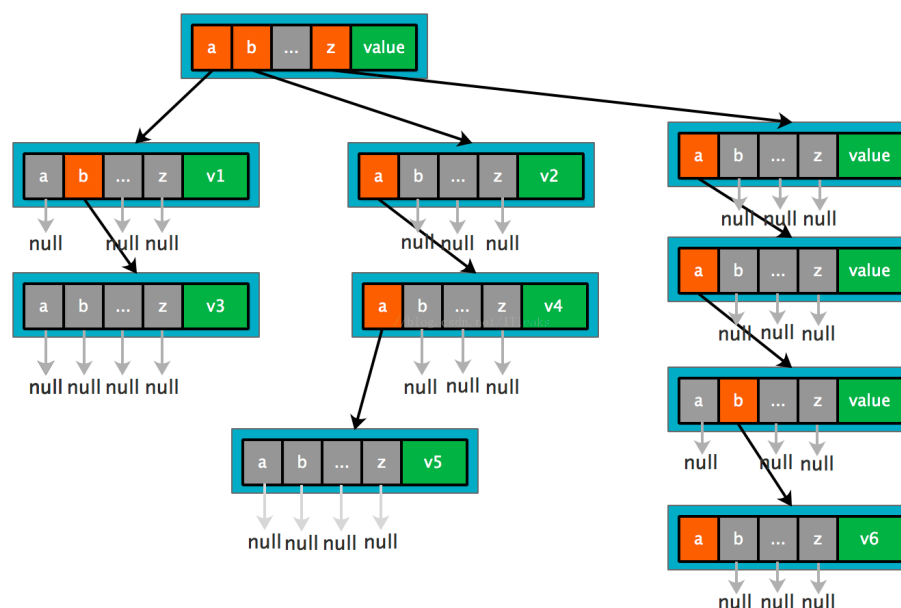 a b ... z value
a b ... z v1
a b ... z v2
a b ... z value
null null null
null null null
null null null
a b ... z v3
a b ... z v4
a b ... z value
null null null null
null null null
null null null
a b ... z value
null null null
a b ... z v5
null null null null
a b ... z v6
null null null